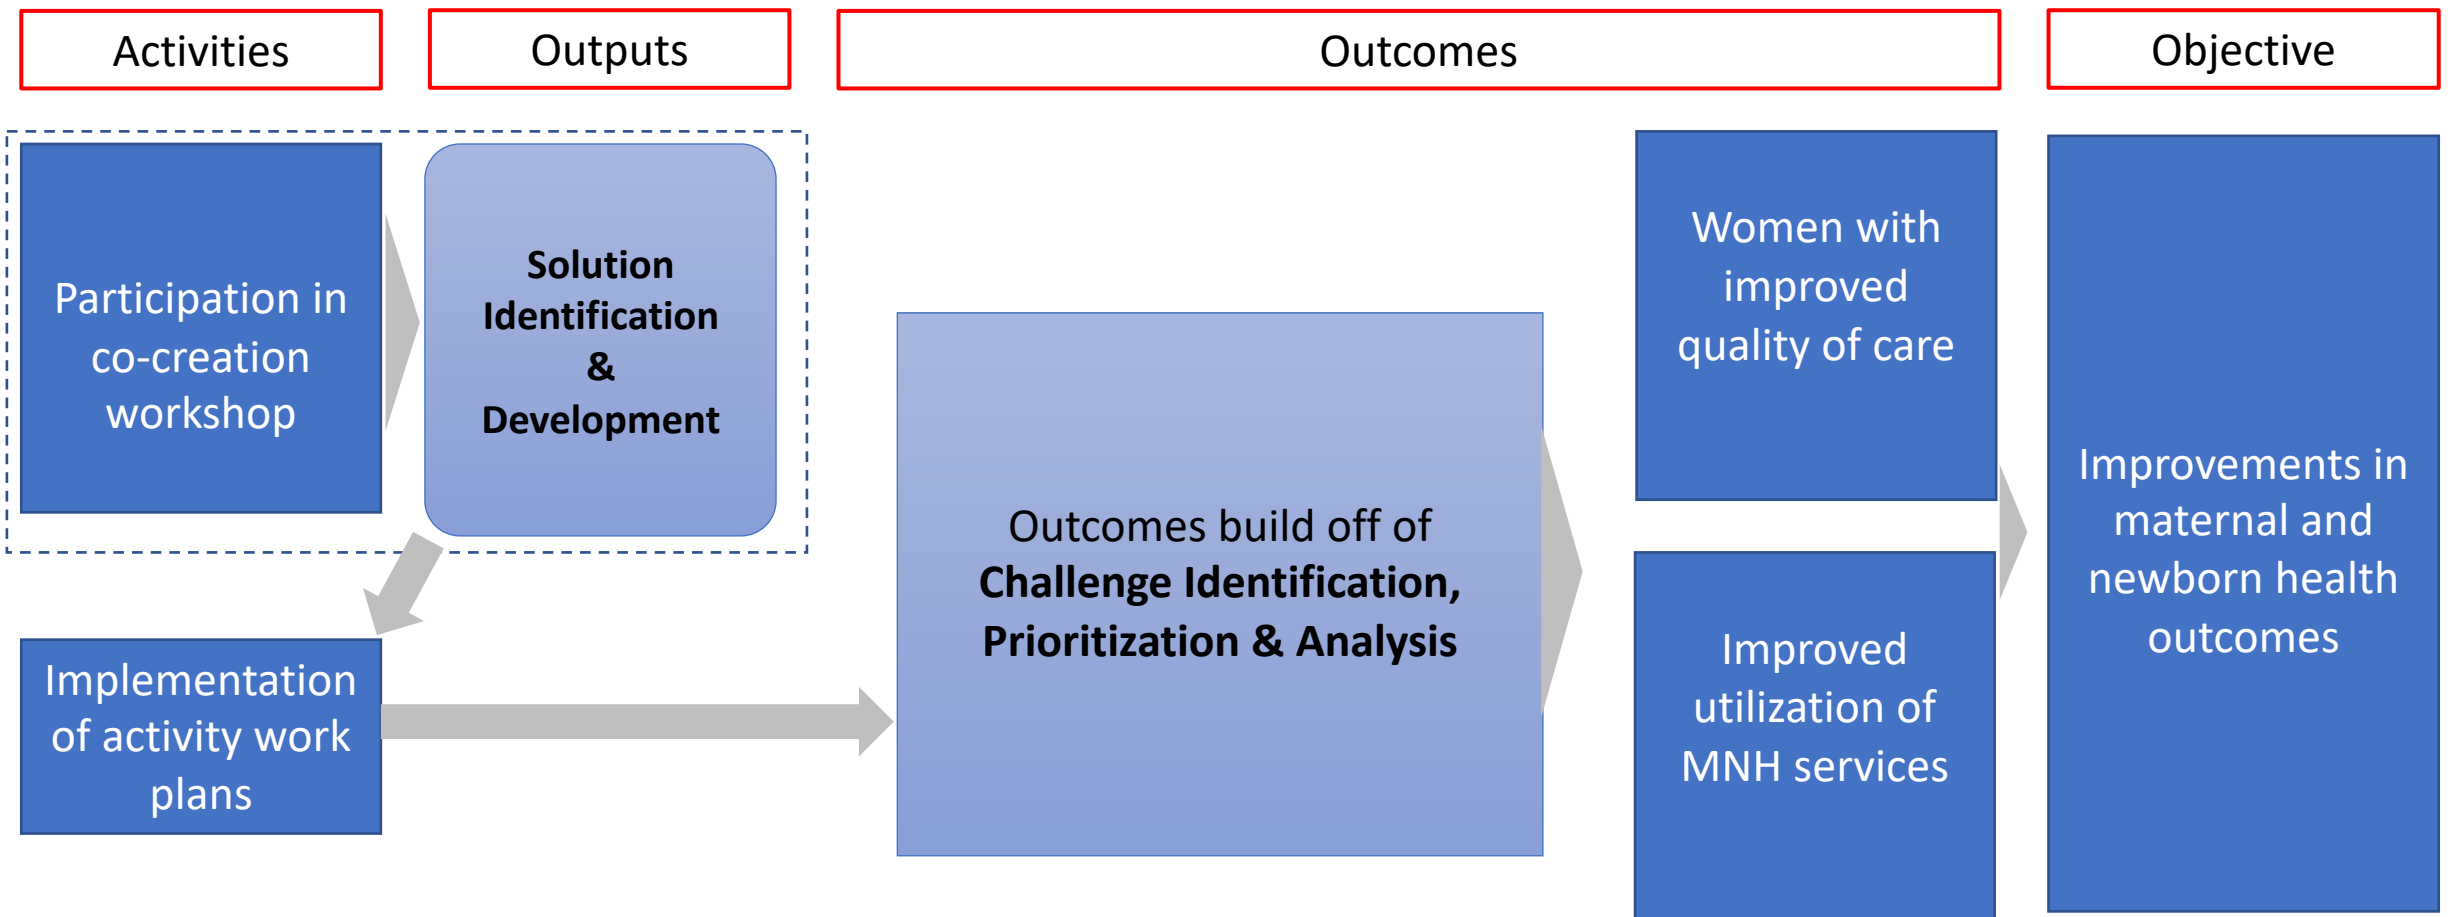 Activities
Outputs
Outcomes
Objective
Participation in
co-creation
workshop
Solution
Identification
&
Development
Implementation
of activity work
plans
Outcomes build off of
Challenge Identification,
Prioritization & Analysis
Women with
improved
quality of care
Improved
utilization of
MNH services
Improvements in
maternal and
newborn health
outcomes